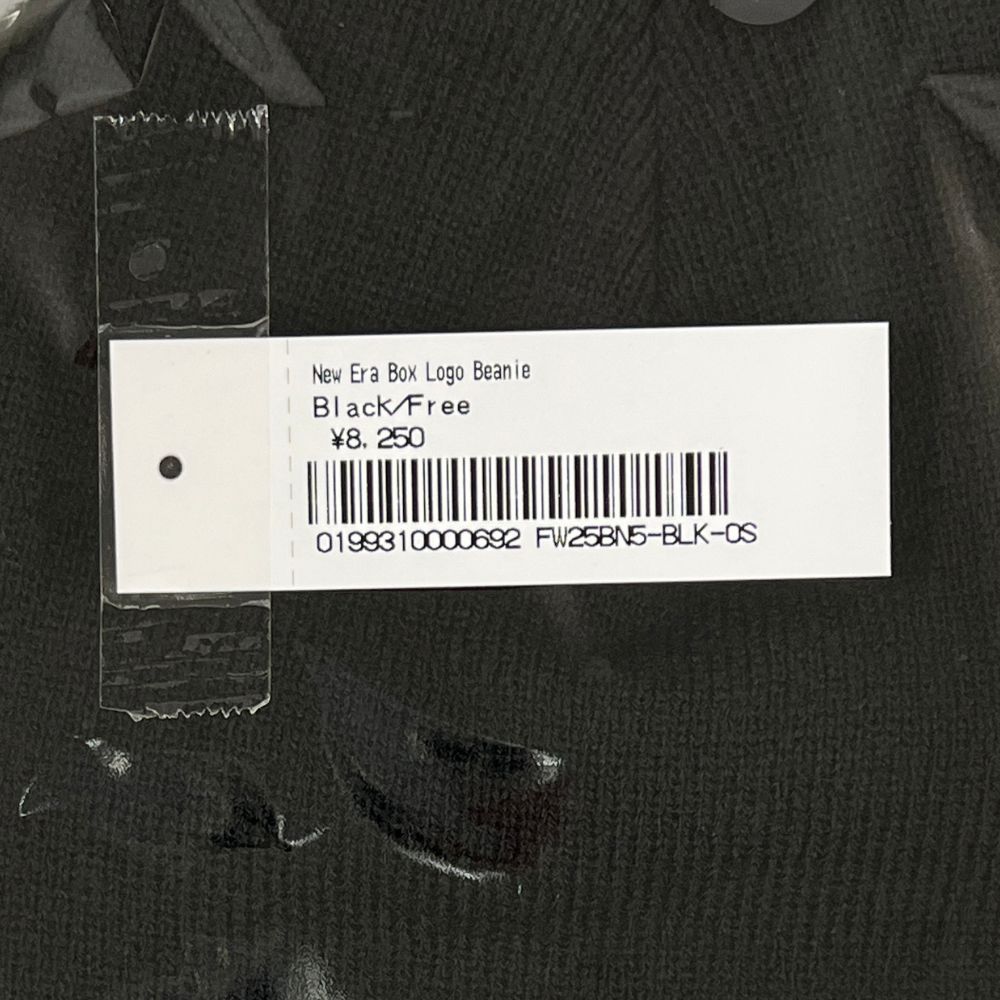 New Era Box Logo Beanie
Black/Free
¥8,250
0199310000692 FW25BN5-BLK-OS